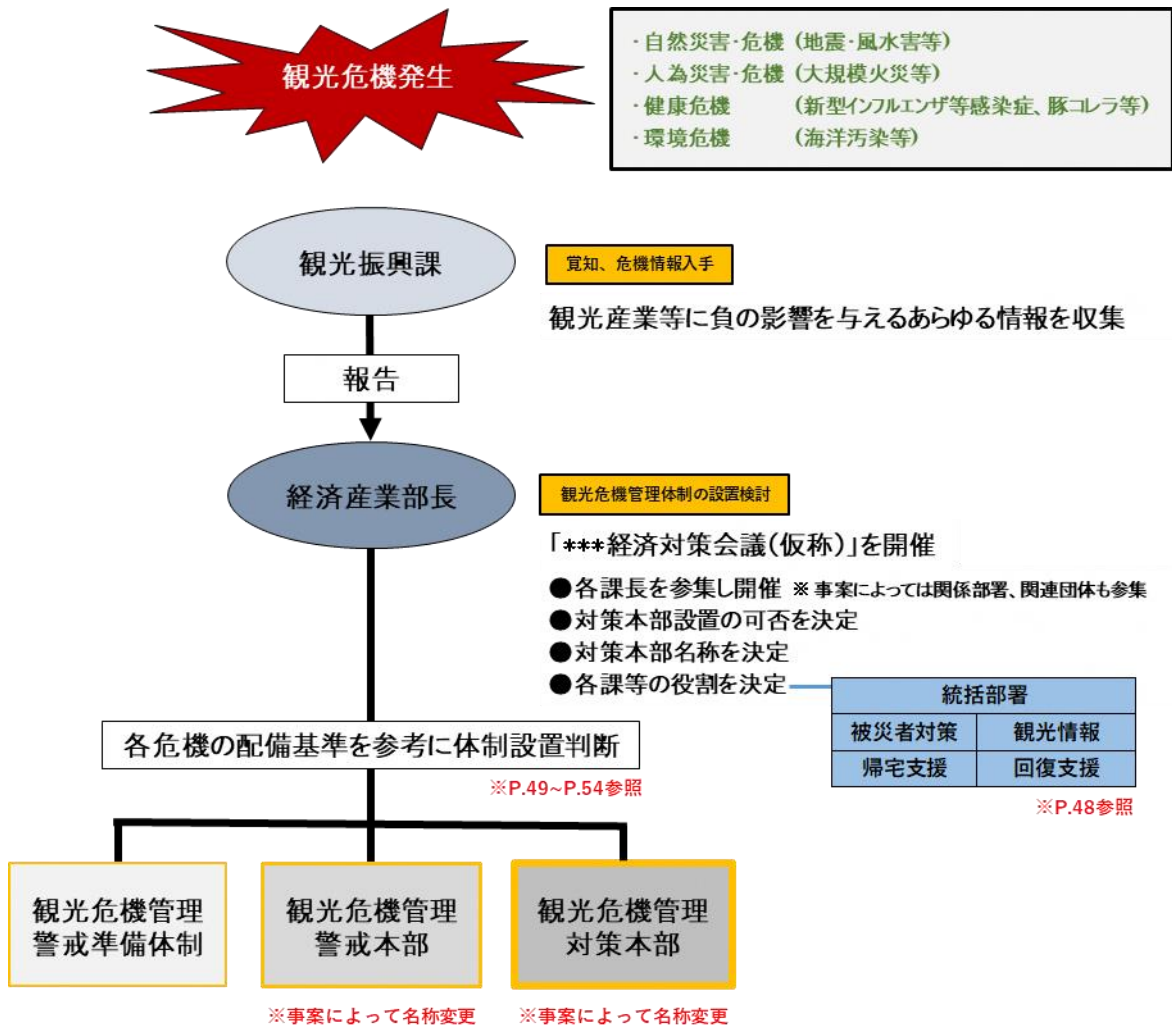 観光危機発生
・自然災害・危機 (地震・風水害等)
・人為災害・危機 (大規模火災等)
・健康危機 (新型インフルエンザ等感染症、豚コレラ等)
・環境危機 (海洋汚染等)
観光振興課
覚知、危機情報入手
観光産業等に負の影響を与えるあらゆる情報を収集
報告
経済産業部長
観光危機管理体制の設置検討
「***経済対策会議(仮称)」を開催
●各課長を参集し開催 ※ 事案によっては関係部署、関連団体も参集
●対策本部設置の可否を決定
●対策本部名称を決定
●各課等の役割を決定
統括部署
被災者対策 観光情報
帰宅支援 回復支援
※P.48参照
各危機の配備基準を参考に体制設置判断
※P.49~P.54参照
観光危機管理
警戒準備体制
観光危機管理
警戒本部
※事案によって名称変更
観光危機管理
対策本部
※事案によって名称変更